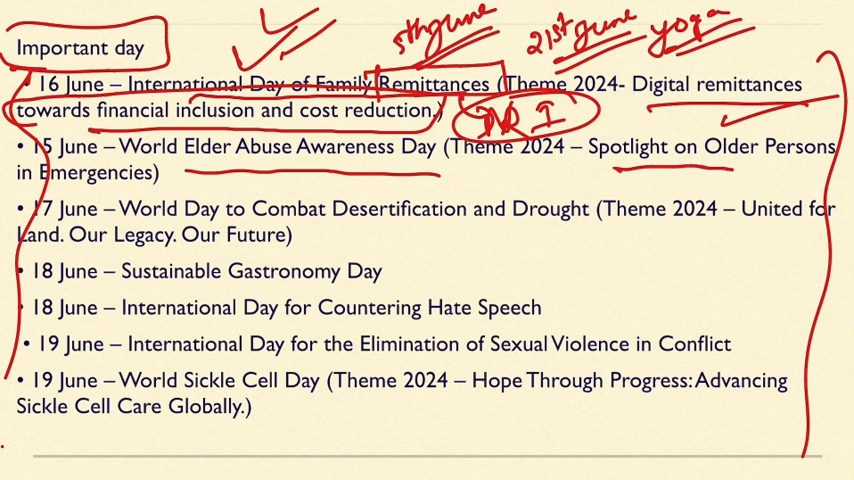 5th June 21st June yoga
Important day
• 16 June – International Day of Family Remittances (Theme 2024- Digital remittances
towards financial inclusion and cost reduction.)
• 15 June – World Elder Abuse Awareness Day (Theme 2024 – Spotlight on Older Persons
in Emergencies)
• 17 June – World Day to Combat Desertification and Drought (Theme 2024 – United for
Land. Our Legacy. Our Future)
• 18 June – Sustainable Gastronomy Day
• 18 June – International Day for Countering Hate Speech
• 19 June – International Day for the Elimination of Sexual Violence in Conflict
• 19 June – World Sickle Cell Day (Theme 2024 – Hope Through Progress: Advancing
Sickle Cell Care Globally.)